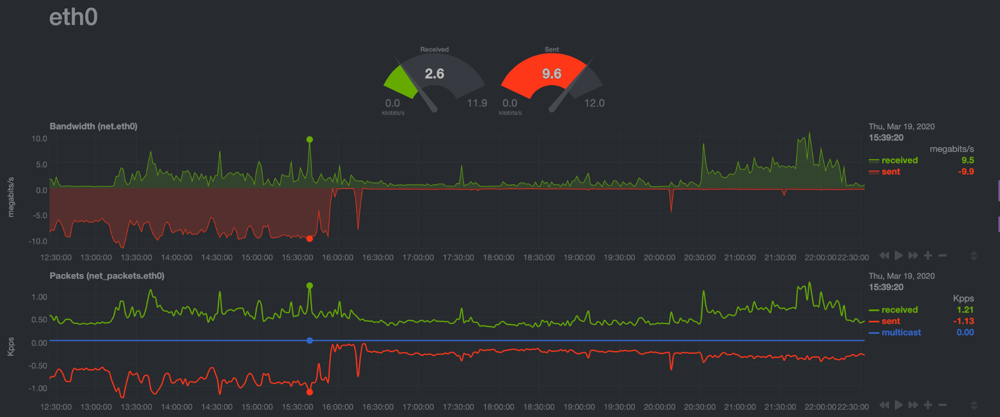 eth0
Received Sent
2.6 9.6
0.0 11.9 0.0 12.0
kilobits/s kilobits/s
Bandwidth (net.eth0)
Thu, Mar 19, 2020
15:39:20
megabits/s
received 9.5
sent -9.9
megabits/s
10.0
5.0
0.0
-5.0
-10.0
12:30:00 13:00:00 13:30:00 14:00:00 14:30:00 15:00:00 15:30:00 16:00:00 16:30:00 17:00:00 17:30:00 18:00:00 18:30:00 19:00:00 19:30:00 20:00:00 20:30:00 21:00:00 21:30:00 22:00:00 22:30:00
Packets (net_packets.eth0)
Thu, Mar 19, 2020
15:39:20
Kpps
received 1.21
sent -1.13
multicast 0.00
Kpps
1.00
0.50
0.00
-0.50
-1.00
12:30:00 13:00:00 13:30:00 14:00:00 14:30:00 15:00:00 15:30:00 16:00:00 16:30:00 17:00:00 17:30:00 18:00:00 18:30:00 19:00:00 19:30:00 20:00:00 20:30:00 21:00:00 21:30:00 22:00:00 22:30:00